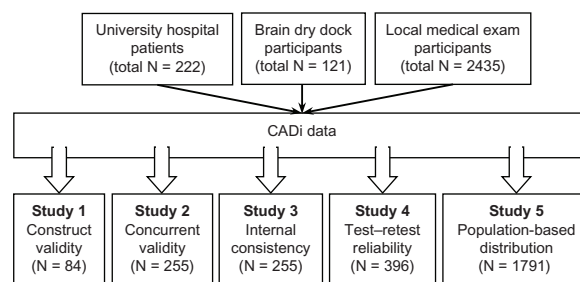 University hospital
patients
(total N = 222)
Brain dry dock
participants
(total N = 121)
Local medical exam
participants
(total N = 2435)
CADi data
Study 1
Construct
validity
(N = 84)
Study 2
Concurrent
validity
(N = 255)
Study 3
Internal
consistency
(N = 255)
Study 4
Test–retest
reliability
(N = 396)
Study 5
Population-based
distribution
(N = 1791)